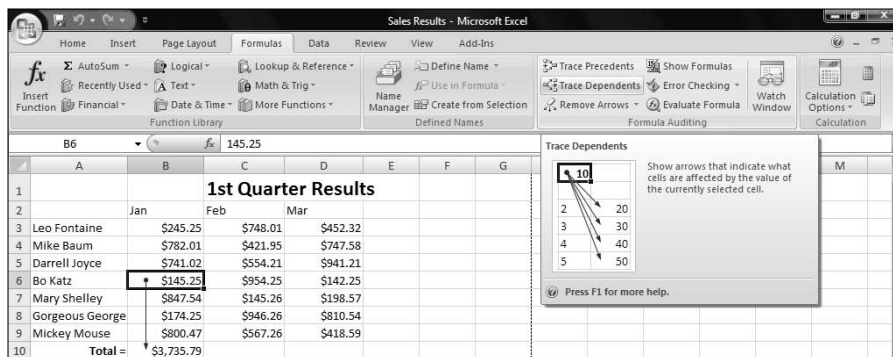 Sales Results - Microsoft Excel
Home Insert Page Layout Formulas Data Review View Add-Ins
fx Insert Function
Σ AutoSum
Recently Used
Financial
Logical
Text
Date & Time
Lookup & Reference
Math & Trig
More Functions
Function Library
Name Manager
Define Name
Use in Formula
Create from Selection
Defined Names
Trace Precedents
Trace Dependents
Remove Arrows
Show Formulas
Error Checking
Evaluate Formula
Watch Window
Formula Auditing
Calculation Options
Calculation
B6 fx 145.25
A B C D E F G M
1 1st Quarter Results
2 Jan Feb Mar
3 Leo Fontaine $245.25 $748.01 $452.32
4 Mike Baum $782.01 $421.95 $747.58
5 Darrell Joyce $741.02 $554.21 $941.21
6 Bo Katz $145.25 $954.25 $142.25
7 Mary Shelley $847.54 $145.26 $198.57
8 Gorgeous George $174.25 $946.26 $810.54
9 Mickey Mouse $800.47 $567.26 $418.59
10 Total = $3,735.79
Trace Dependents
10
2 20
3 30
4 40
5 50
Show arrows that indicate what
cells are affected by the value of
the currently selected cell.
Press F1 for more help.